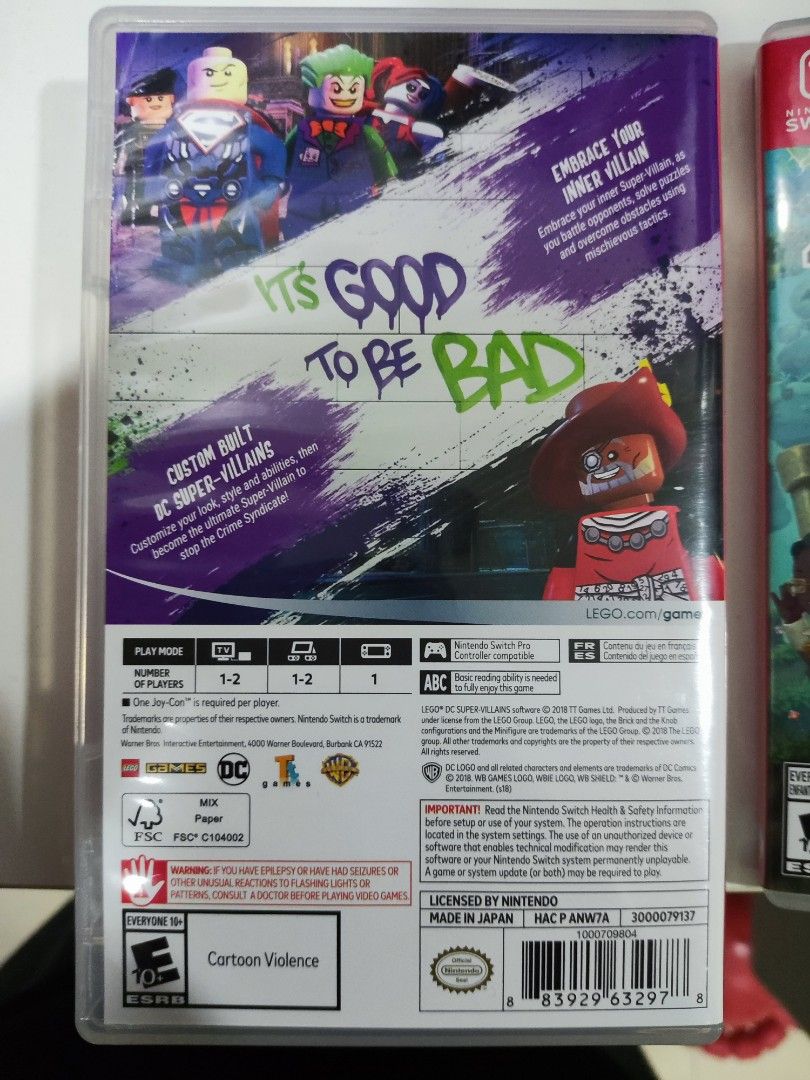 EMBRACE YOUR
INNER VILLAIN
Embrace your inner Super-Villain, as
you battle opponents, solve puzzles
and overcome obstacles using
mischievous tactics.
IT'S GOOD
TO BE BAD
CUSTOM BUILT
DC SUPER-VILLAINS
Customize your look, style and abilities, then
become the ultimate Super-Villain to
stop the Crime Syndicate!
LEGO.com/game
PLAY MODE
TV
NUMBER
OF PLAYERS
1-2
1-2
1
One Joy-Con™ is required per player.
Trademarks are properties of their respective owners. Nintendo Switch is a trademark
of Nintendo.
Warner Bros. Interactive Entertainment, 4000 Warner Boulevard, Burbank CA 91522
LEGO GAMES DC TT games WB
FSC
MIX
Paper
FSC® C104002
WARNING: IF YOU HAVE EPILEPSY OR HAVE HAD SEIZURES OR
OTHER UNUSUAL REACTIONS TO FLASHING LIGHTS OR
PATTERNS, CONSULT A DOCTOR BEFORE PLAYING VIDEO GAMES.
EVERYONE 10+
E
10+
ESRB
Cartoon Violence
Nintendo Switch Pro
Controller compatible
FR
ES
Contenu du jeu en français
Contenido del juego en españ
ABC
Basic reading ability is needed
to fully enjoy this game
LEGO® DC SUPER-VILLAINS software © 2018 TT Games Ltd. Produced by TT Games
under license from the LEGO Group. LEGO, the LEGO logo, the Brick and the Knob
configurations and the Minifigure are trademarks of the LEGO Group. © 2018 The LEGO
group. All other trademarks and copyrights are the property of their respective owners.
All rights reserved.
DC LOGO and all related characters and elements are trademarks of DC Comics
© 2018. WB GAMES LOGO, WBIE LOGO, WB SHIELD: ™ & © Warner Bros.
Entertainment. (s18)
IMPORTANT! Read the Nintendo Switch Health & Safety Information
before setup or use of your system. The operation instructions are
located in the system settings. The use of an unauthorized device or
software that enables technical modification may render this
software or your Nintendo Switch system permanently unplayable.
A game or system update (or both) may be required to play.
LICENSED BY NINTENDO
MADE IN JAPAN
HAC P ANW7A
3000079137
Official
Nintendo
Seal
1000709804
8 83929 63297 8